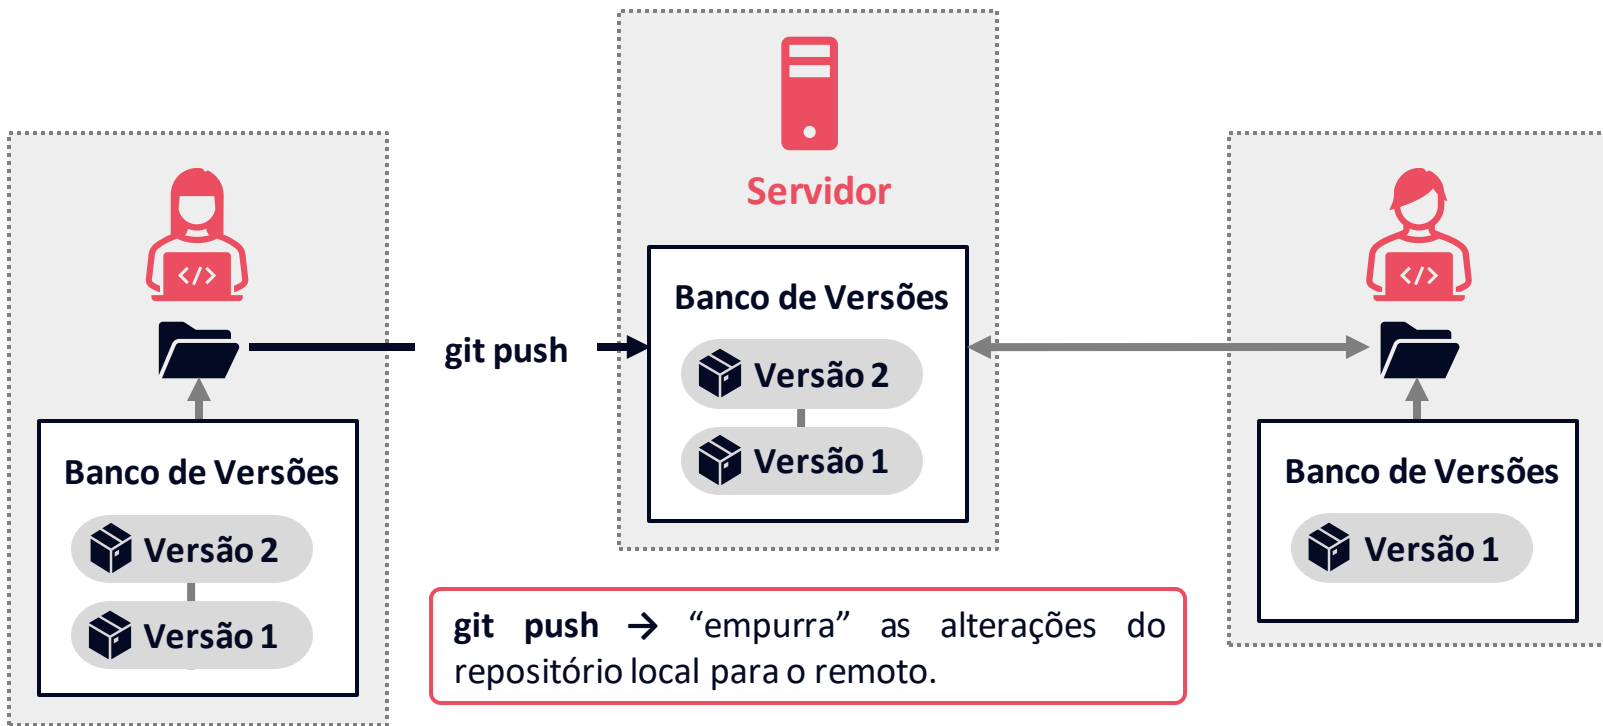 Servidor
Banco de Versões
Versão 2
Versão 1
git push
Banco de Versões
Versão 2
Versão 1
Banco de Versões
Versão 1
git push → “empurra” as alterações do
repositório local para o remoto.